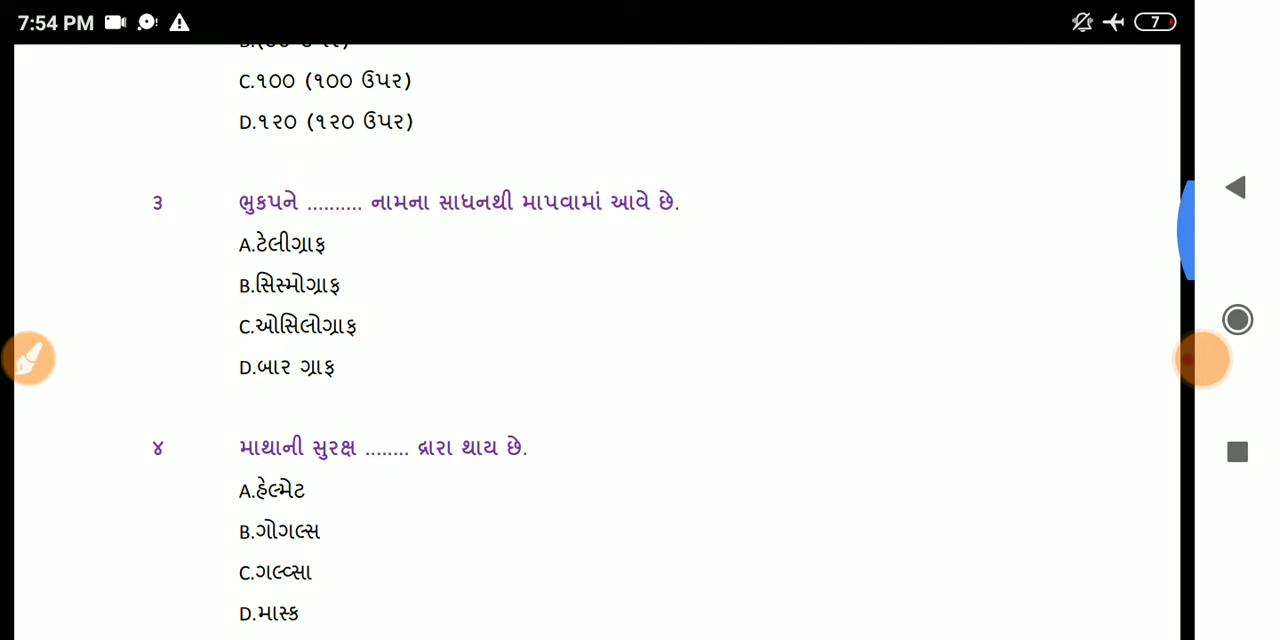 7:54 PM
7
C.૧૦૦ (૧૦૦ ઉપર)
D.૧૨૦ (૧૨૦ ઉપર)
૩ ભુકપને .......... નામના સાધનથી માપવામાં આવે છે.
A.ટેલીગ્રાફ
B.સિસ્મોગ્રાફ
C.ઓસિલોગ્રાફ
D.બાર ગ્રાફ
૪ માથાની સુરક્ષ ........ દ્રારા થાય છે.
A.હેલ્મેટ
B.ગોગલ્સ
C.ગલ્વ્સા
D.માસ્ક